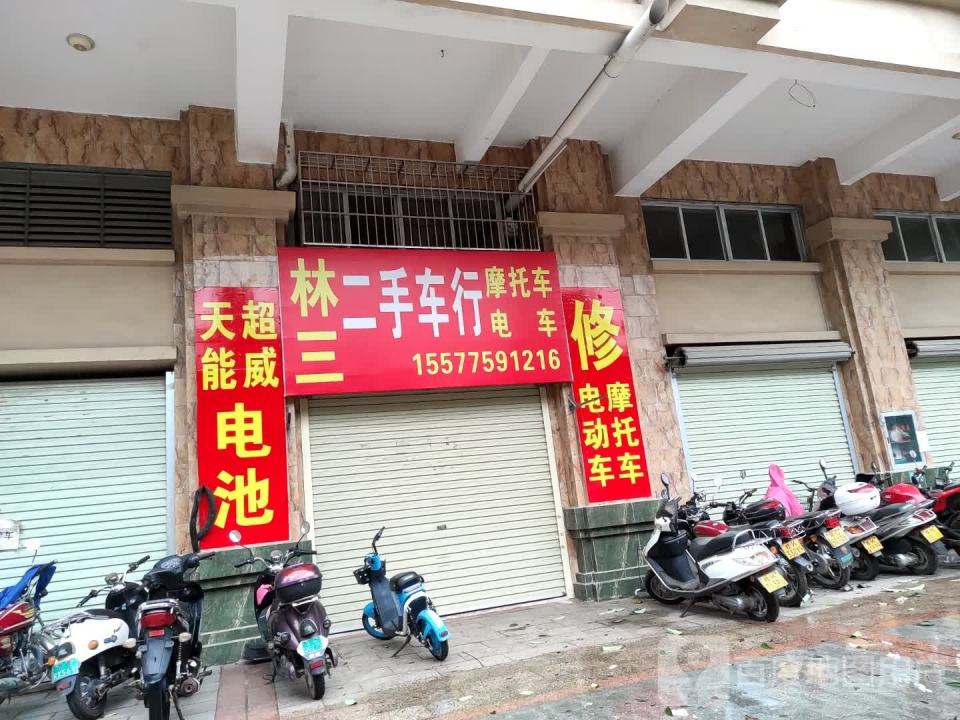 天能 超威
电池
林三
二手车行
摩托车
电车
15577591216
修
电动车 摩托车